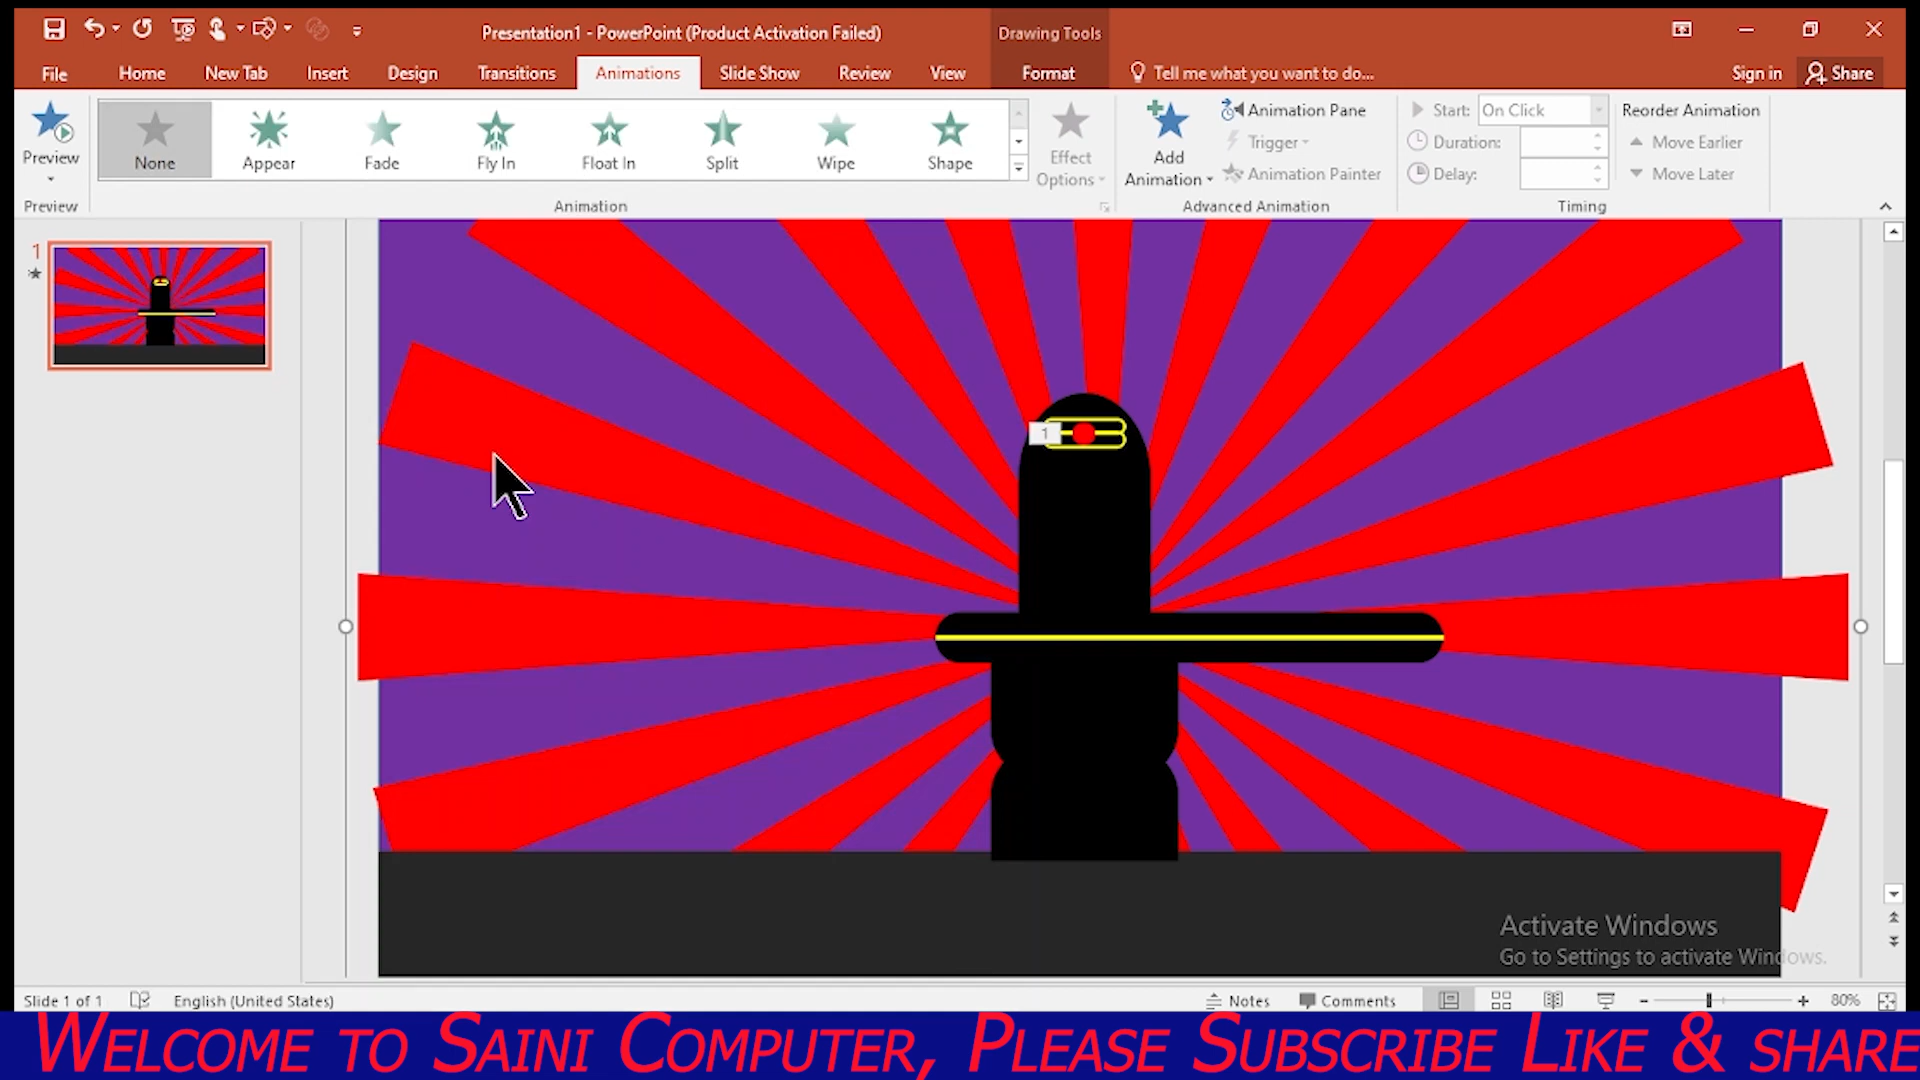 Presentation1 - PowerPoint (Product Activation Failed)
Drawing Tools
File
Home
New Tab
Insert
Design
Transitions
Animations
Slide Show
Review
View
Format
Tell me what you want to do...
Sign in
Share
Preview
None
Appear
Fade
Fly In
Float In
Split
Wipe
Shape
Effect
Options
Add
Animation
Animation Pane
Trigger
Animation Painter
Start: On Click
Duration:
Delay:
Reorder Animation
Move Earlier
Move Later
Preview
Animation
Advanced Animation
Timing
1
1
Activate Windows
Go to Settings to activate Windows.
Slide 1 of 1
English (United States)
Notes
Comments
80%
WELCOME TO SAINI COMPUTER, PLEASE SUBSCRIBE LIKE & SHARE